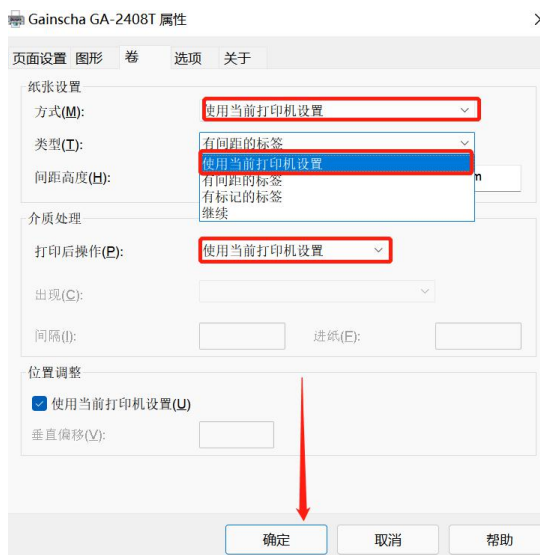 Gainscha GA-2408T 属性
页面设置 图形 卷 选项 关于
纸张设置
方式(M): 使用当前打印机设置
类型(T): 有间距的标签
使用当前打印机设置
间距高度(H): 有间距的标签
有标记的标签
继续
介质处理
打印后操作(P): 使用当前打印机设置
出现(C):
间隔(I): 进纸(F):
位置调整
使用当前打印机设置(U)
垂直偏移(V):
确定 取消 帮助